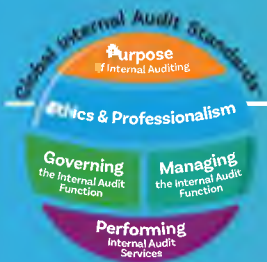 Global Internal Audit Standards
Purpose
of Internal Auditing
Ethics & Professionalism
Governing
the Internal Audit
Function
Managing
the Internal Audit
Function
Performing
Internal Audit
Services